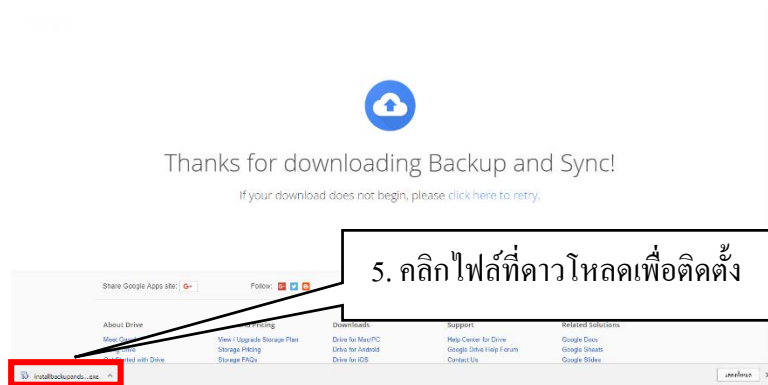 Thanks for downloading Backup and Sync!
If your download does not begin, please click here to retry.
5. คลิกไฟล์ที่ดาวโหลดเพื่อติดตั้ง
Share Google Apps site: G+ Follow:
About Drive Pricing Downloads Support Related Solutions
Meet View / Upgrade Storage Plan Drive for Mac/PC Help Center for Drive Google Docs
Drive Storage Pricing Drive for Android Google Drive Help Forum Google Sheets
Started with Drive Storage FAQs Drive for iOS Contact Us Google Slides
installbackupands...exe